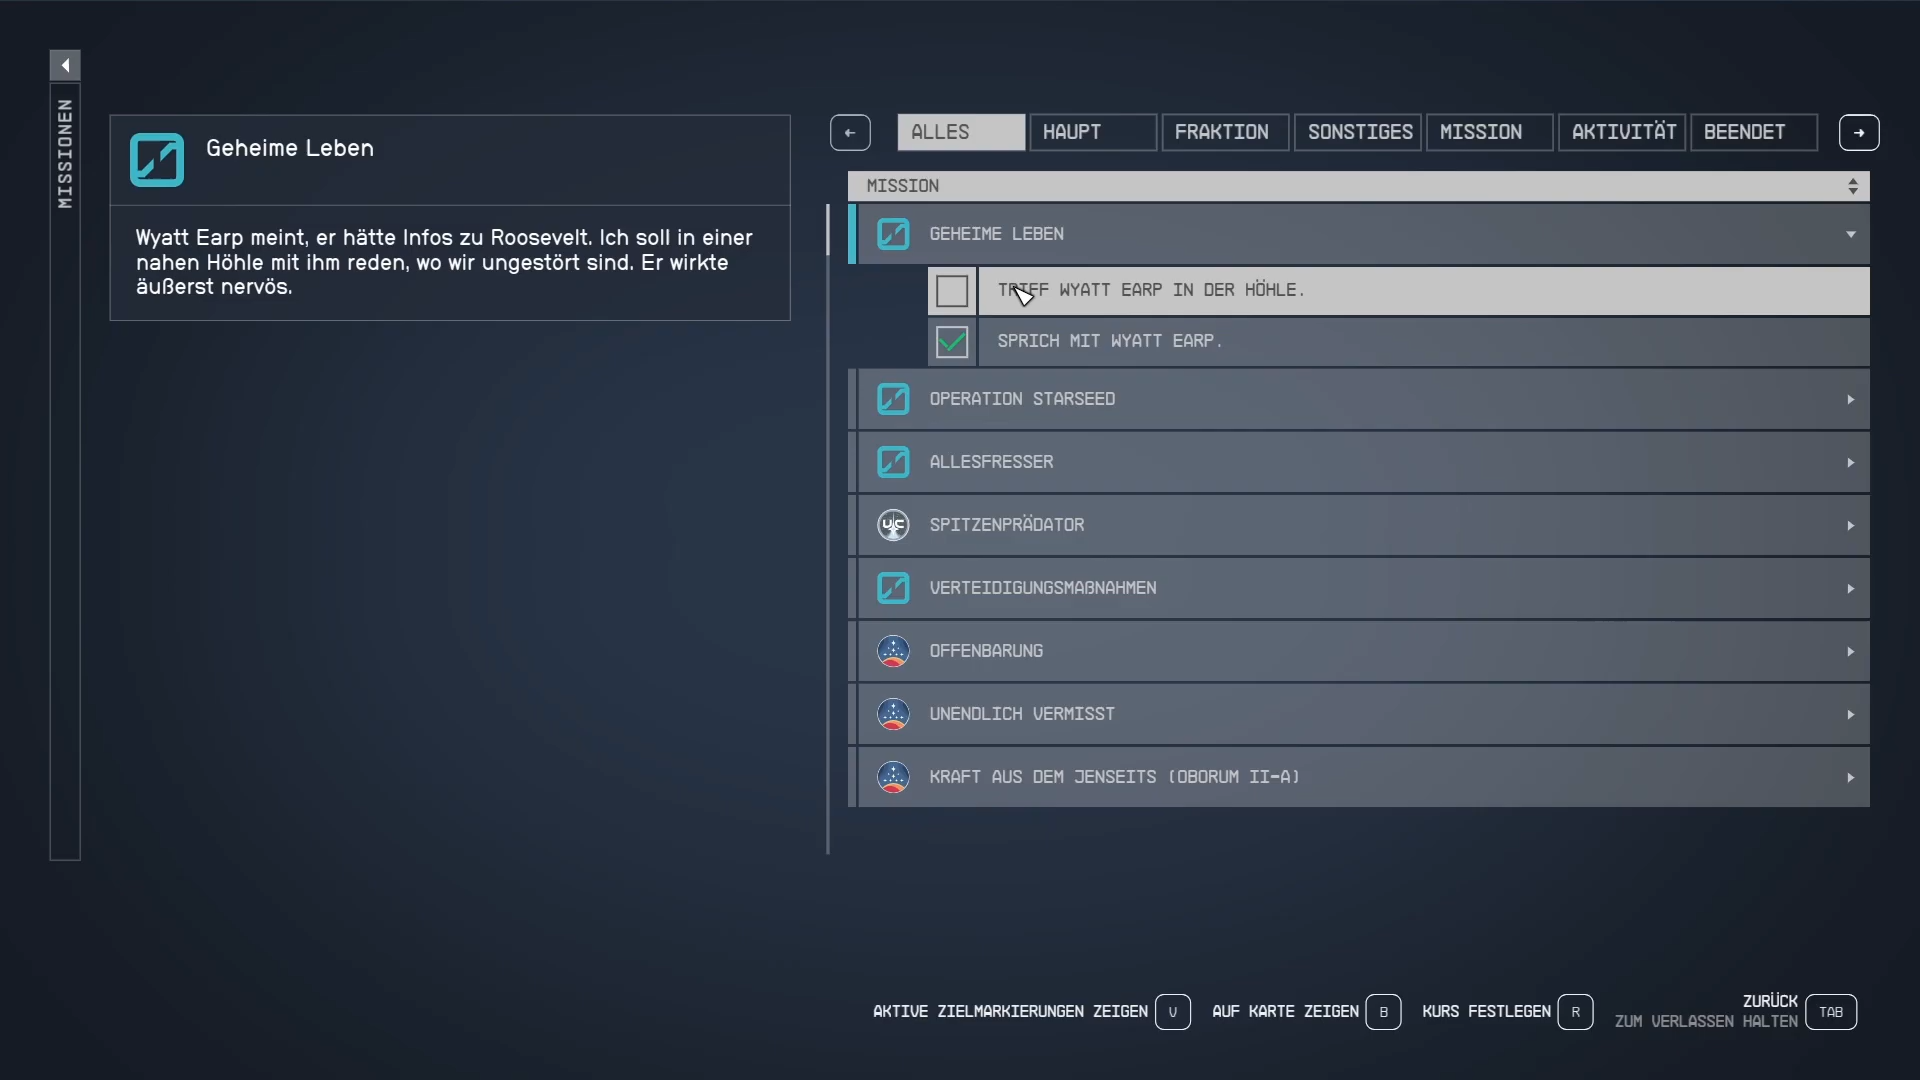 MISSIONEN
Geheime Leben
Wyatt Earp meint, er hätte Infos zu Roosevelt. Ich soll in einer
nahen Höhle mit ihm reden, wo wir ungestört sind. Er wirkte
äußerst nervös.
ALLES HAUPT FRAKTION SONSTIGES MISSION AKTIVITÄT BEENDET
MISSION
GEHEIME LEBEN
TRIFF WYATT EARP IN DER HÖHLE.
SPRICH MIT WYATT EARP.
OPERATION STARSEED
ALLESFRESSER
UC SPITZENPRÄDATOR
VERTEIDIGUNGSMAßNAHMEN
OFFENBARUNG
UNENDLICH VERMISST
KRAFT AUS DEM JENSEITS (OBORUM II-A)
AKTIVE ZIELMARKIERUNGEN ZEIGEN V AUF KARTE ZEIGEN B KURS FESTLEGEN R ZURÜCK
ZUM VERLASSEN HALTEN TAB